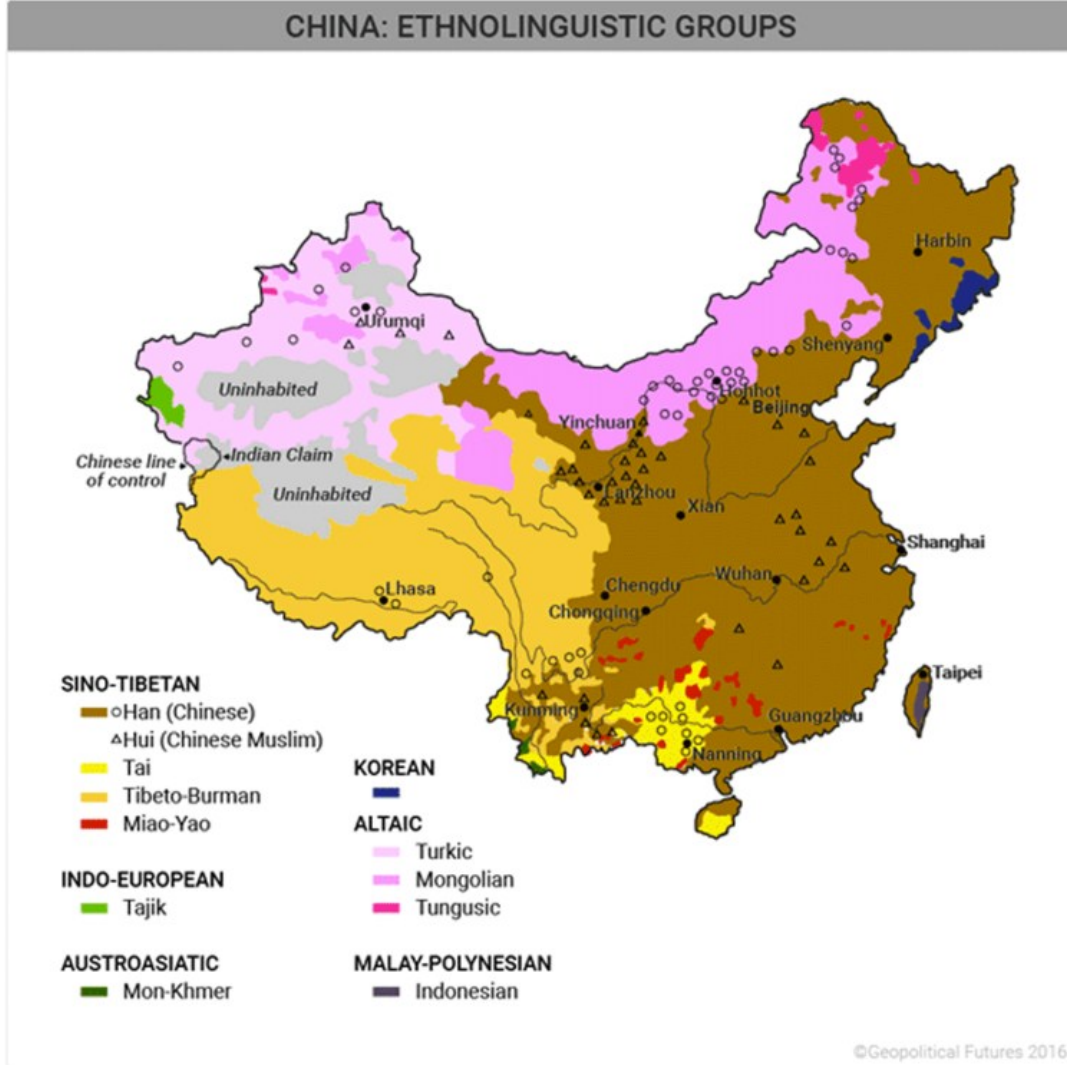 CHINA: ETHNOLINGUISTIC GROUPS
Harbin
Urumqi
Shenyang
Uninhabited
Hohhot
Beijing
Yinchuan
Chinese line
of control
Indian Claim
Uninhabited
Lanzhou
Xian
Shanghai
Lhasa
Chengdu
Wuhan
Chongqing
Taipei
Kunming
Guangzhou
Nanning
SINO-TIBETAN
Han (Chinese)
Hui (Chinese Muslim)
Tai
Tibeto-Burman
Miao-Yao
INDO-EUROPEAN
Tajik
AUSTROASIATIC
Mon-Khmer
KOREAN
ALTAIC
Turkic
Mongolian
Tungusic
MALAY-POLYNESIAN
Indonesian
©Geopolitical Futures 2016